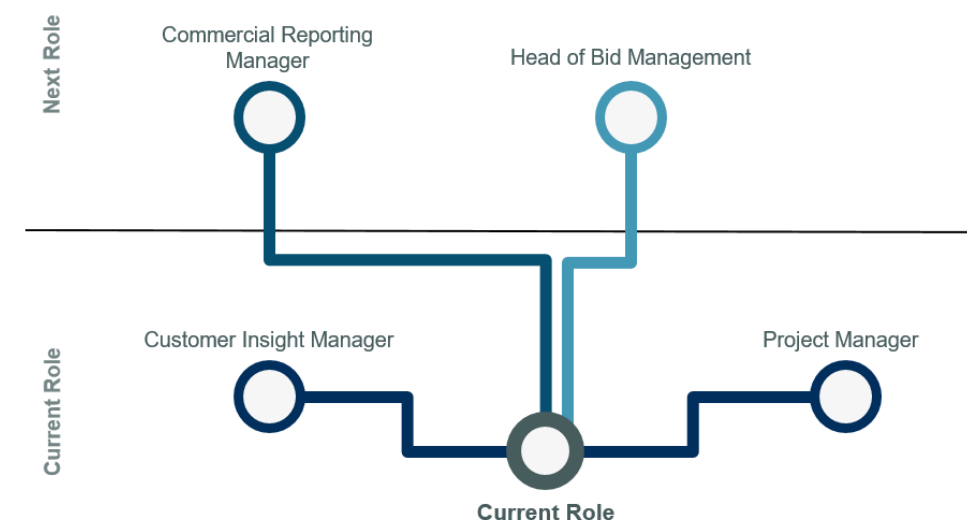 Next Role
Commercial Reporting
Manager
Head of Bid Management
Current Role
Customer Insight Manager
Project Manager
Current Role